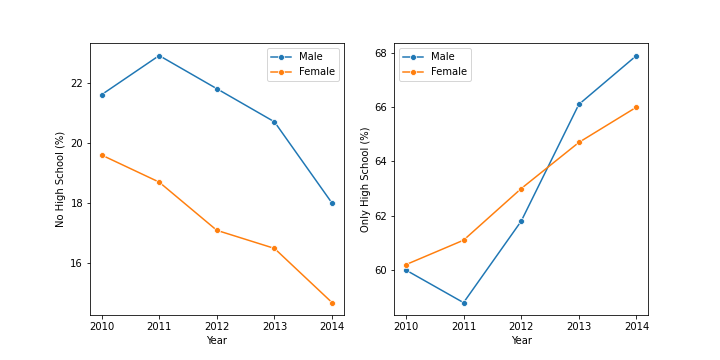 No High School (%)
22
20
18
16
Male
Female
2010 2011 2012 2013 2014
Year
Only High School (%)
68
66
64
62
60
Male
Female
2010 2011 2012 2013 2014
Year